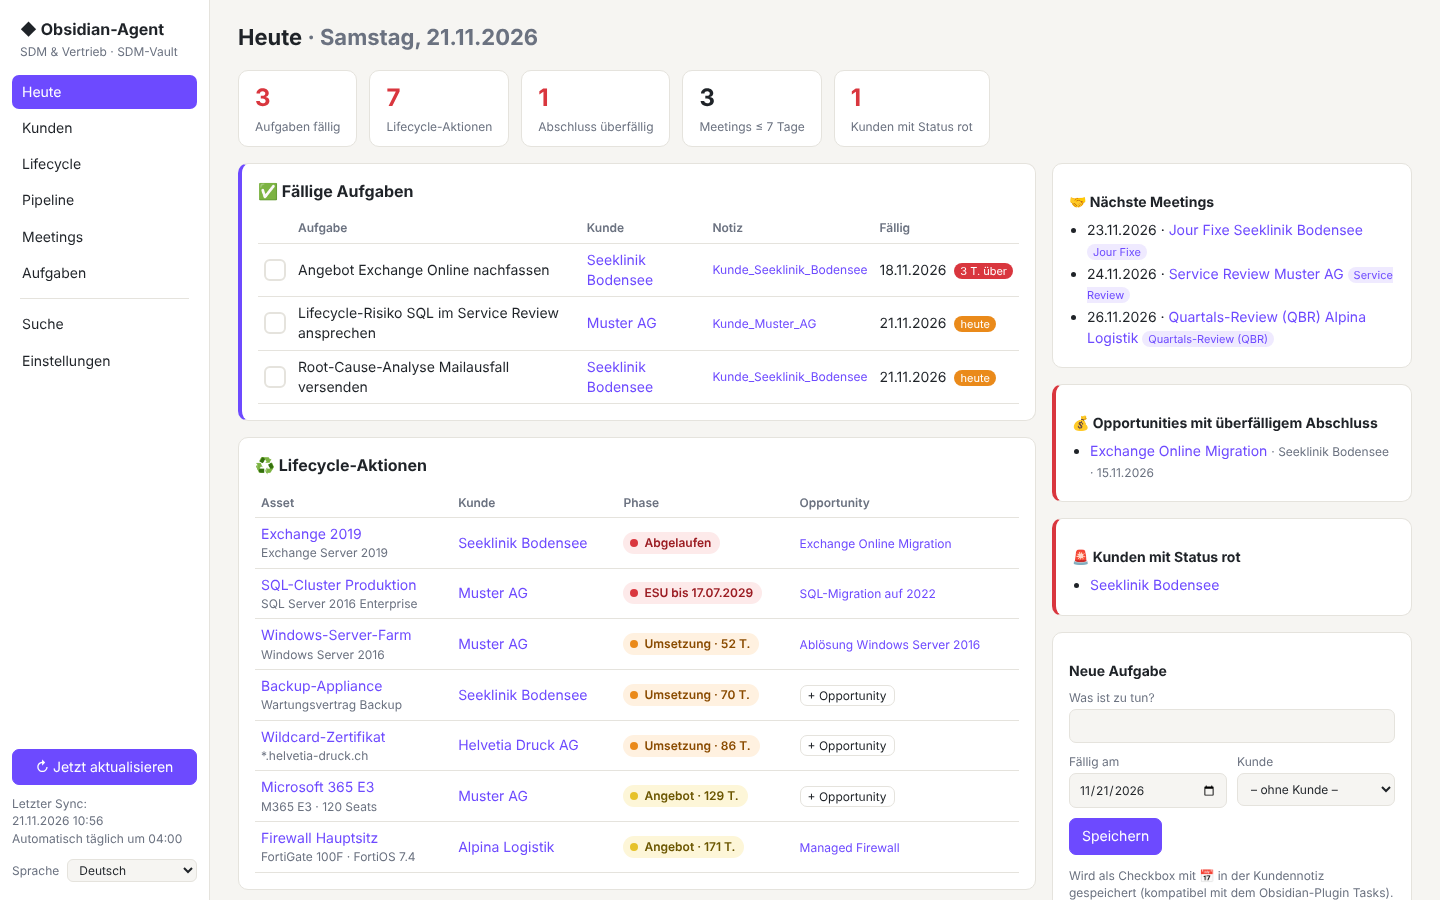 ◆ Obsidian-Agent
SDM & Vertrieb · SDM-Vault
Heute
Kunden
Lifecycle
Pipeline
Meetings
Aufgaben
Suche
Einstellungen
↻ Jetzt aktualisieren
Letzter Sync:
21.11.2026 10:56
Automatisch täglich um 04:00
Sprache Deutsch
Heute · Samstag, 21.11.2026
3
Aufgaben fällig
7
Lifecycle-Aktionen
1
Abschluss überfällig
3
Meetings ≤ 7 Tage
1
Kunden mit Status rot
✅ Fällige Aufgaben
Aufgabe Kunde Notiz Fällig
Angebot Exchange Online nachfassen Seeklinik Bodensee Kunde_Seeklinik_Bodensee 18.11.2026 3 T. über
Lifecycle-Risiko SQL im Service Review ansprechen Muster AG Kunde_Muster_AG 21.11.2026 heute
Root-Cause-Analyse Mailausfall versenden Seeklinik Bodensee Kunde_Seeklinik_Bodensee 21.11.2026 heute
♻️ Lifecycle-Aktionen
Asset Kunde Phase Opportunity
Exchange 2019
Exchange Server 2019
Seeklinik Bodensee Abgelaufen Exchange Online Migration
SQL-Cluster Produktion
SQL Server 2016 Enterprise
Muster AG ESU bis 17.07.2029 SQL-Migration auf 2022
Windows-Server-Farm
Windows Server 2016
Muster AG Umsetzung · 52 T. Ablösung Windows Server 2016
Backup-Appliance
Wartungsvertrag Backup
Seeklinik Bodensee Umsetzung · 70 T. + Opportunity
Wildcard-Zertifikat
*.helvetia-druck.ch
Helvetia Druck AG Umsetzung · 86 T. + Opportunity
Microsoft 365 E3
M365 E3 · 120 Seats
Muster AG Angebot · 129 T. + Opportunity
Firewall Hauptsitz
FortiGate 100F · FortiOS 7.4
Alpina Logistik Angebot · 171 T. Managed Firewall
🤝 Nächste Meetings
• 23.11.2026 · Jour Fixe Seeklinik Bodensee
Jour Fixe
• 24.11.2026 · Service Review Muster AG Service
Review
• 26.11.2026 · Quartals-Review (QBR) Alpina
Logistik Quartals-Review (QBR)
💰 Opportunities mit überfälligem Abschluss
• Exchange Online Migration · Seeklinik Bodensee
· 15.11.2026
🚨 Kunden mit Status rot
• Seeklinik Bodensee
Neue Aufgabe
Was ist zu tun?
Fällig am Kunde
11/21/2026 – ohne Kunde –
Speichern
Wird als Checkbox mit 📅 in der Kundennotiz
gespeichert (kompatibel mit dem Obsidian-Plugin Tasks).